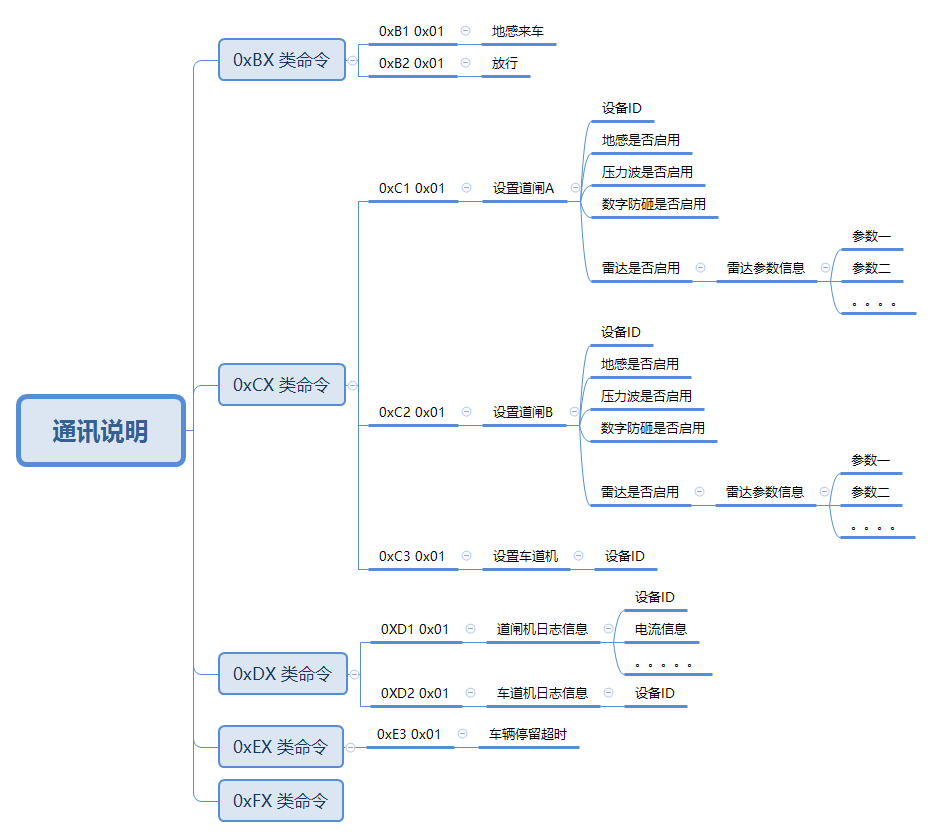 通讯说明
0xBX 类命令
0xB1 0x01
地感来车
0xB2 0x01
放行
0xCX 类命令
0xC1 0x01
设置道闸A
设备ID
地感是否启用
压力波是否启用
数字防砸是否启用
雷达是否启用
雷达参数信息
参数一
参数二
。。。。
0xC2 0x01
设置道闸B
设备ID
地感是否启用
压力波是否启用
数字防砸是否启用
雷达是否启用
雷达参数信息
参数一
参数二
。。。。
0xC3 0x01
设置车道机
设备ID
0xDX 类命令
0XD1 0x01
道闸机日志信息
设备ID
电流信息
。。。。。
0XD2 0x01
车道机日志信息
设备ID
0xEX 类命令
0xE3 0x01
车辆停留超时
0xFX 类命令